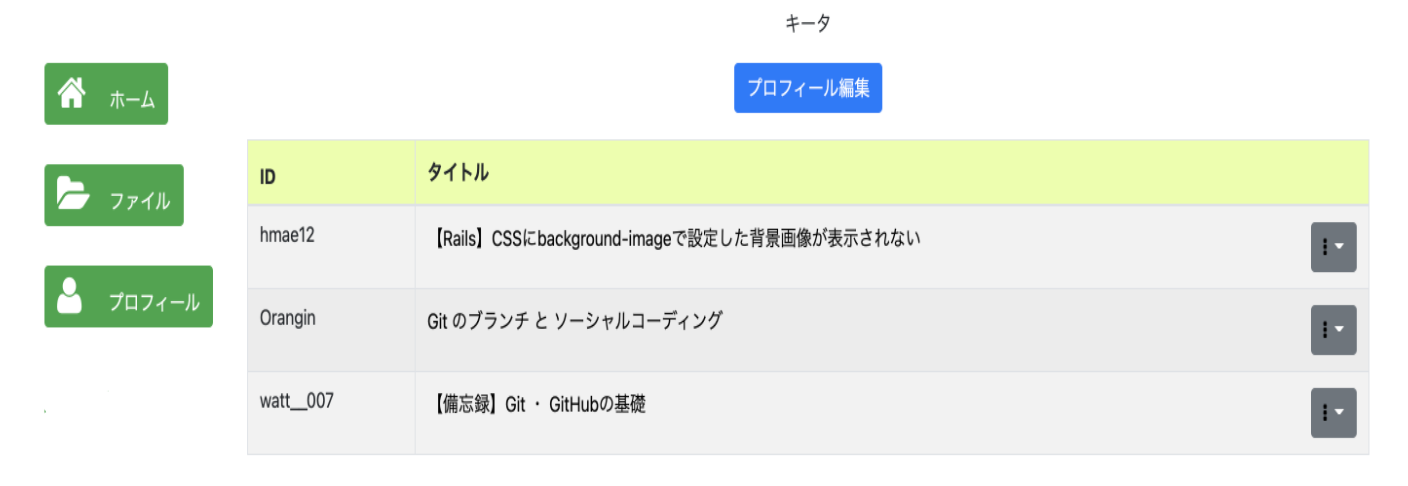 キータ
プロフィール編集
ホーム
ファイル
プロフィール
ID タイトル
hmae12 【Rails】CSSにbackground-imageで設定した背景画像が表示されない
Orangin Git のブランチ と ソーシャルコーディング
watt__007 【備忘録】Git ・ GitHubの基礎